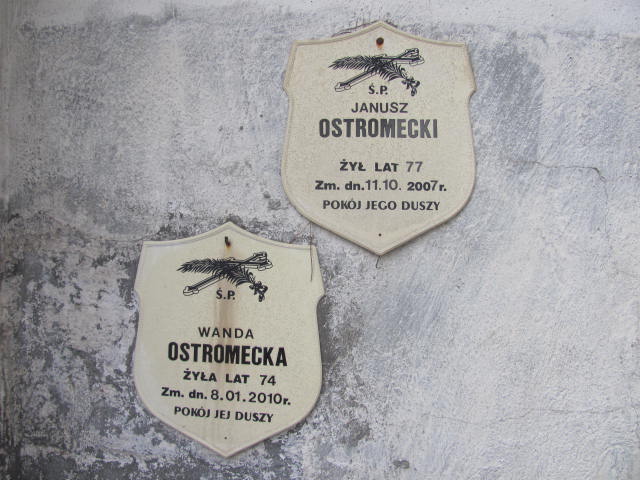 Ś.P.
JANUSZ
OSTROMECKI
ŻYŁ LAT 77
Zm. dn. 11.10. 2007r.
POKÓJ JEGO DUSZY
Ś.P.
WANDA
OSTROMECKA
ŻYŁA LAT 74
Zm. dn. 8.01.2010r.
POKÓJ JEJ DUSZY